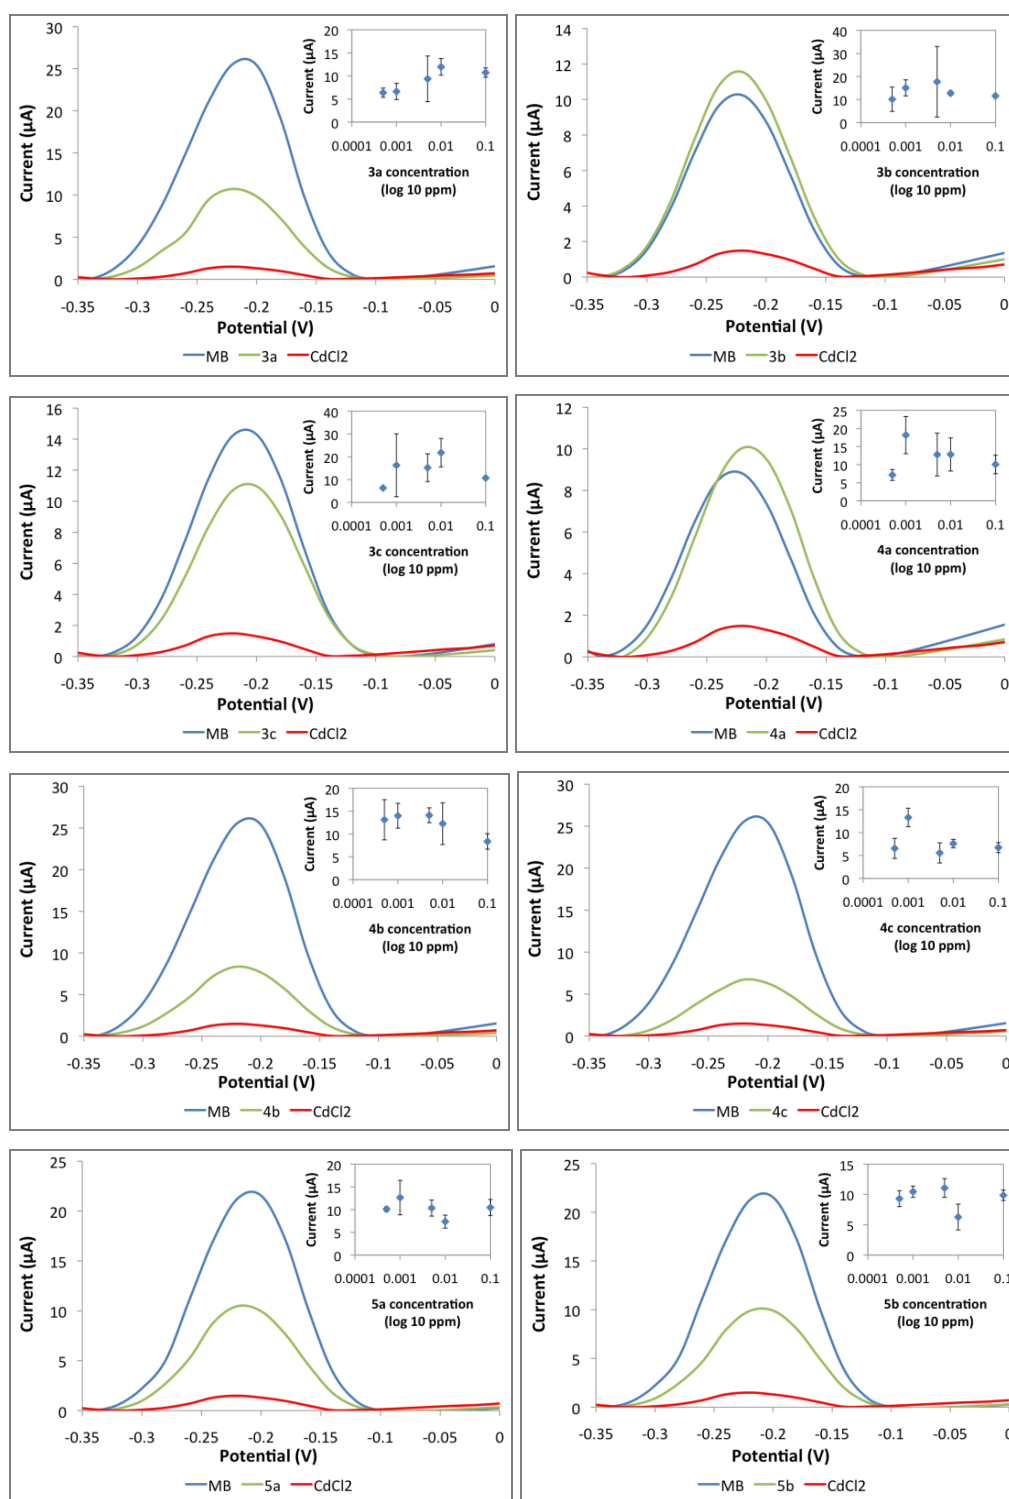 30
25
20
15
10
5
0
Current (µA)
-0.35 -0.3 -0.25 -0.2 -0.15 -0.1 -0.05 0
Potential (V)
MB 3a CdCl2
20
15
10
5
0
Current (µA)
0.0001 0.001 0.01 0.1
3a concentration
(log 10 ppm)
14
12
10
8
6
4
2
0
Current (µA)
-0.35 -0.3 -0.25 -0.2 -0.15 -0.1 -0.05 0
Potential (V)
MB 3b CdCl2
40
30
20
10
0
Current (µA)
0.0001 0.001 0.01 0.1
3b concentration
(log 10 ppm)
16
14
12
10
8
6
4
2
0
Current (µA)
-0.35 -0.3 -0.25 -0.2 -0.15 -0.1 -0.05 0
Potential (V)
MB 3c CdCl2
40
30
20
10
0
Current (µA)
0.0001 0.001 0.01 0.1
3c concentration
(log 10 ppm)
12
10
8
6
4
2
0
Current (µA)
-0.35 -0.3 -0.25 -0.2 -0.15 -0.1 -0.05 0
Potential (V)
MB 4a CdCl2
25
20
15
10
5
0
Current (µA)
0.0001 0.001 0.01 0.1
4a concentration
(log 10 ppm)
30
25
20
15
10
5
0
Current (µA)
-0.35 -0.3 -0.25 -0.2 -0.15 -0.1 -0.05 0
Potential (V)
MB 4b CdCl2
20
15
10
5
0
Current (µA)
0.0001 0.001 0.01 0.1
4b concentration
(log 10 ppm)
30
25
20
15
10
5
0
Current (µA)
-0.35 -0.3 -0.25 -0.2 -0.15 -0.1 -0.05 0
Potential (V)
MB 4c CdCl2
20
15
10
5
0
Current (µA)
0.0001 0.001 0.01 0.1
4c concentration
(log 10 ppm)
25
20
15
10
5
0
Current (µA)
-0.35 -0.3 -0.25 -0.2 -0.15 -0.1 -0.05 0
Potential (V)
MB 5a CdCl2
20
15
10
5
0
Current (µA)
0.0001 0.001 0.01 0.1
5a concentration
(log 10 ppm)
25
20
15
10
5
0
Current (µA)
-0.35 -0.3 -0.25 -0.2 -0.15 -0.1 -0.05 0
Potential (V)
MB 5b CdCl2
15
10
5
0
Current (µA)
0.0001 0.001 0.01 0.1
5b concentration
(log 10 ppm)